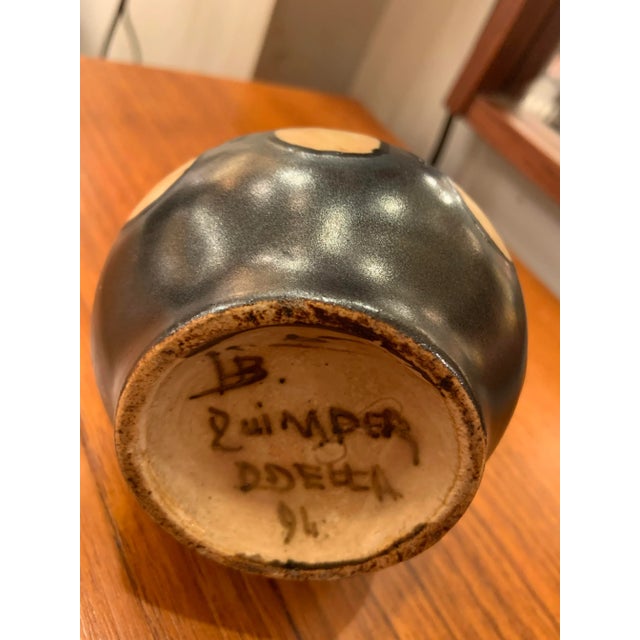 HB.
Quimper
ODETTA
94